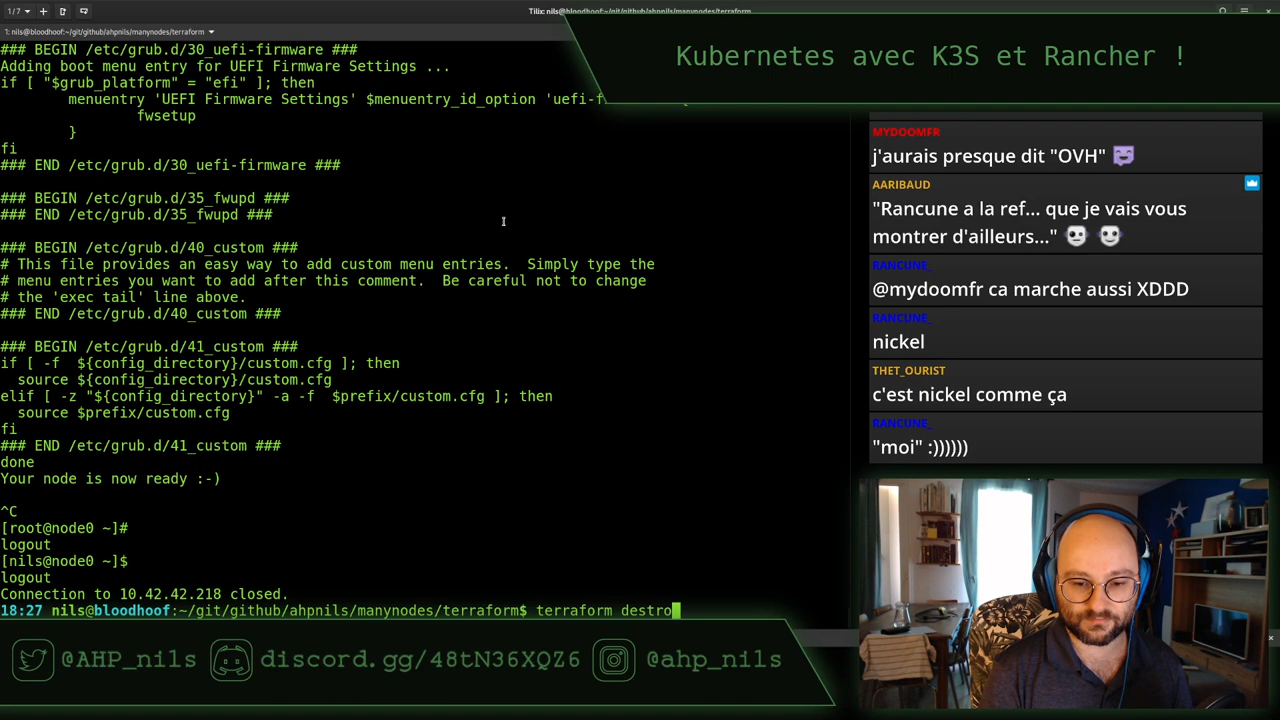 1/7
Tilix: nils@bloodhoof:~/git/github/ahpnils/manynodes/terraform
1: nils@bloodhoof:~/git/github/ahpnils/manynodes/terraform
Kubernetes avec K3S et Rancher !
### BEGIN /etc/grub.d/30_uefi-firmware ###
Adding boot menu entry for UEFI Firmware Settings ...
if [ "$grub_platform" = "efi" ]; then
menuentry 'UEFI Firmware Settings' $menuentry_id_option 'uefi-f
fwsetup
}
fi
### END /etc/grub.d/30_uefi-firmware ###
### BEGIN /etc/grub.d/35_fwupd ###
### END /etc/grub.d/35_fwupd ###
### BEGIN /etc/grub.d/40_custom ###
# This file provides an easy way to add custom menu entries.  Simply type the
# menu entries you want to add after this comment.  Be careful not to change
# the 'exec tail' line above.
### END /etc/grub.d/40_custom ###
### BEGIN /etc/grub.d/41_custom ###
if [ -f  ${config_directory}/custom.cfg ]; then
source ${config_directory}/custom.cfg
elif [ -z "${config_directory}" -a -f  $prefix/custom.cfg ]; then
source $prefix/custom.cfg
fi
### END /etc/grub.d/41_custom ###
done
Your node is now ready :-)
^C
[root@node0 ~]#
logout
[nils@node0 ~]$
logout
Connection to 10.42.42.218 closed.
18:27 nils@bloodhoof:~/git/github/ahpnils/manynodes/terraform$ terraform destro
MYDOOMFR
j'aurais presque dit "OVH"
AARIBAUD
"Rancune a la ref... que je vais vous
montrer d'ailleurs..."
RANCUNE_
@mydoomfr ca marche aussi XDDD
RANCUNE_
nickel
THET_OURIST
c'est nickel comme ça
RANCUNE_
"moi" :))))))
@AHP_nils
discord.gg/48tN36XQZ6
@ahp_nils